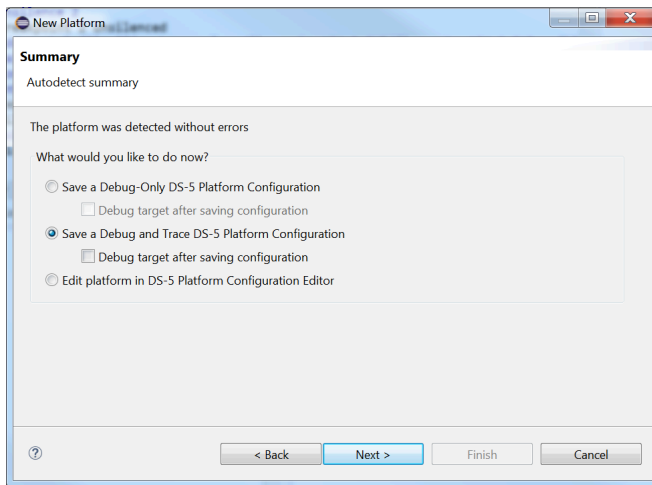 New Platform
Summary
Autodetect summary
The platform was detected without errors
What would you like to do now?
Save a Debug-Only DS-5 Platform Configuration
Debug target after saving configuration
Save a Debug and Trace DS-5 Platform Configuration
Debug target after saving configuration
Edit platform in DS-5 Platform Configuration Editor
?
< Back
Next >
Finish
Cancel